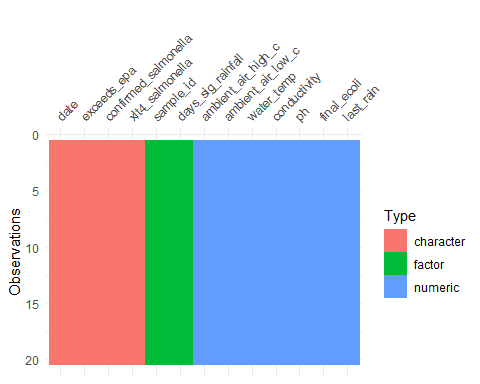 date
exceeds_epa
confirmed_salmonella
xlt4_salmonella
sample_id
days_sig_rainfall
ambient_air_high_c
ambient_air_low_c
water_temp
conductivity
ph
final_ecoli
last_rain
0
5
10
15
20
Observations
Type
character
factor
numeric